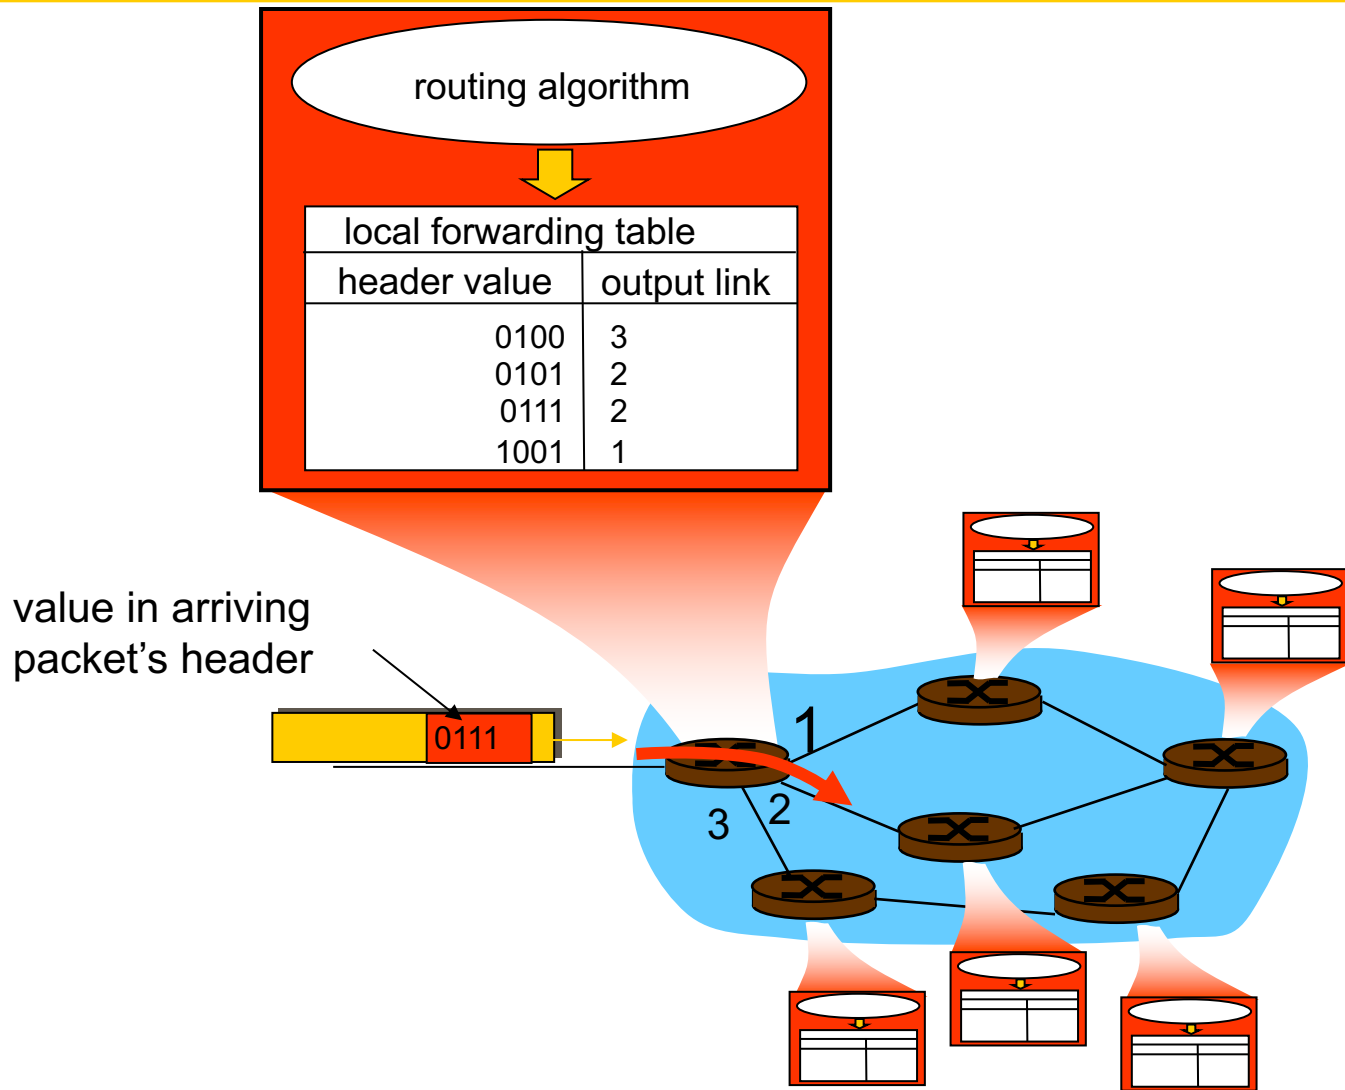 routing algorithm
local forwarding table
header value output link
0100 3
0101 2
0111 2
1001 1
value in arriving
packet’s header
0111
1
2
3